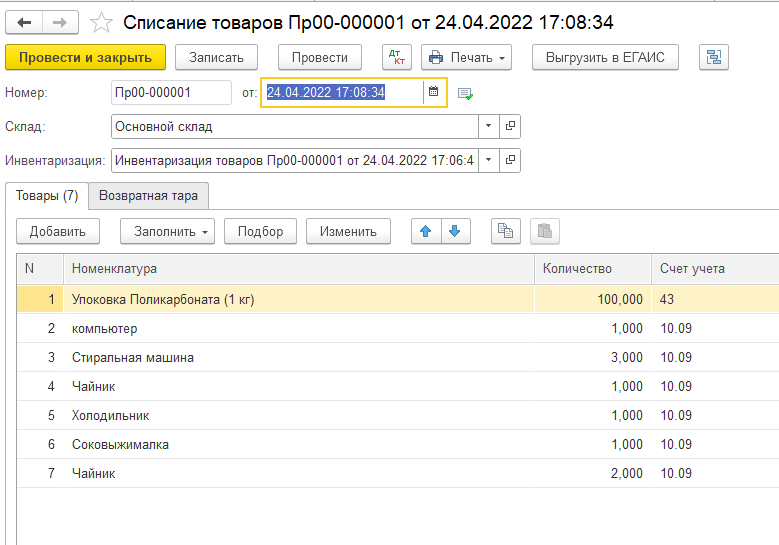 Списание товаров Пр00-000001 от 24.04.2022 17:08:34
Провести и закрыть Записать Провести Дт Кт Печать Выгрузить в ЕГАИС
Номер: Пр00-000001 от: 24.04.2022 17:08:34
Склад: Основной склад
Инвентаризация: Инвентаризация товаров Пр00-000001 от 24.04.2022 17:06:4
Товары (7) Возвратная тара
Добавить Заполнить Подбор Изменить
N Номенклатура Количество Счет учета
1 Упоковка Поликарбоната (1 кг) 100,000 43
2 компьютер 1,000 10.09
3 Стиральная машина 3,000 10.09
4 Чайник 1,000 10.09
5 Холодильник 1,000 10.09
6 Соковыжималка 1,000 10.09
7 Чайник 2,000 10.09